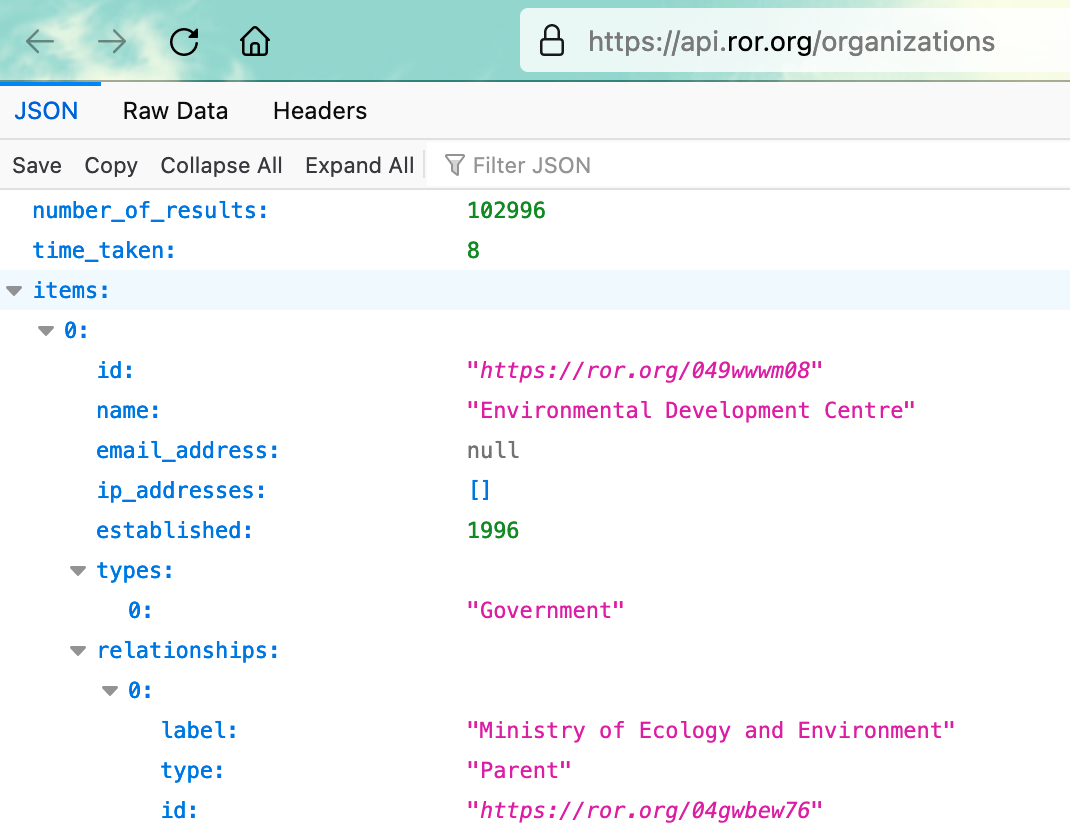 https://api.ror.org/organizations
JSON Raw Data Headers
Save Copy Collapse All Expand All Filter JSON
number_of_results: 102996
time_taken: 8
items:
0:
id: "https://ror.org/049wwwm08"
name: "Environmental Development Centre"
email_address: null
ip_addresses: []
established: 1996
types:
0: "Government"
relationships:
0:
label: "Ministry of Ecology and Environment"
type: "Parent"
id: "https://ror.org/04gwbew76"